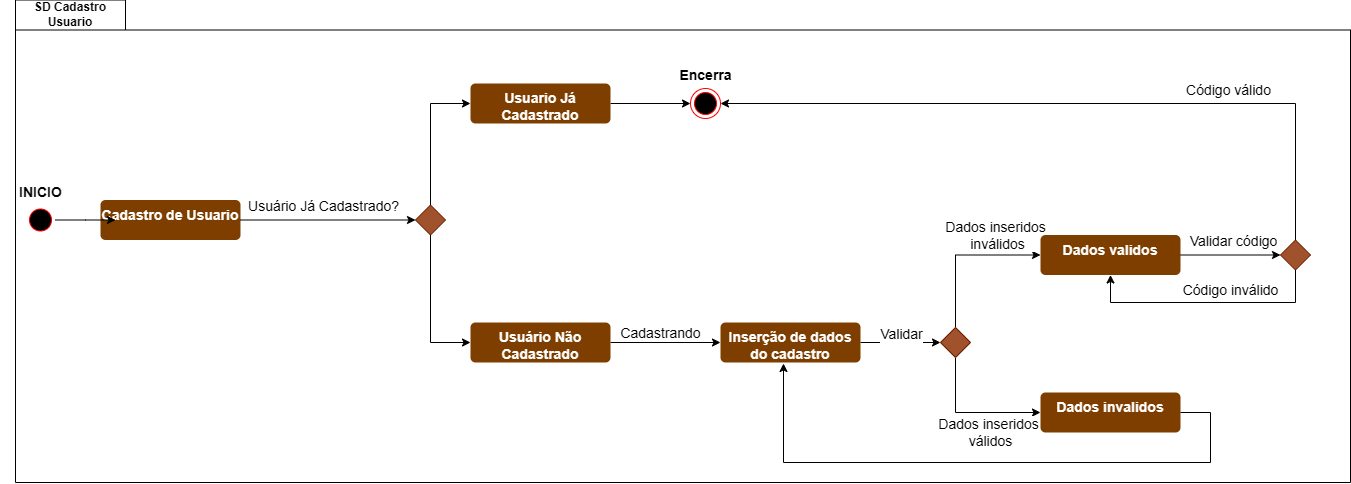 SD Cadastro
Usuario
Encerra
Usuario Já
Cadastrado
Código válido
INICIO
Cadastro de Usuario
Usuário Já Cadastrado?
Dados inseridos
inválidos
Dados validos
Validar código
Código inválido
Usuário Não
Cadastrado
Cadastrando
Inserção de dados
do cadastro
Validar
Dados inseridos
válidos
Dados invalidos